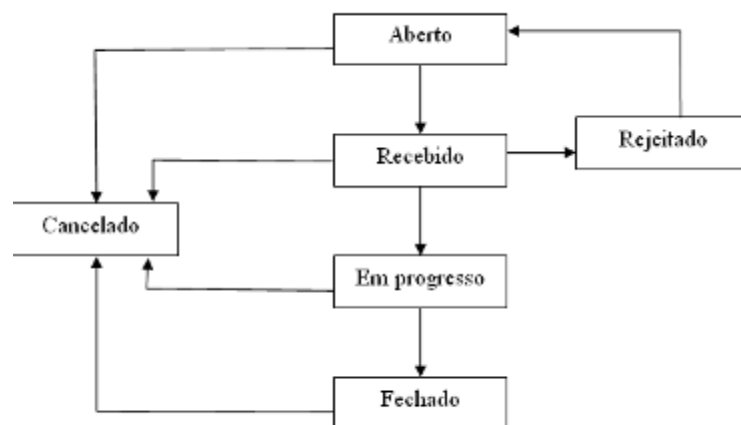 Aberto
Rejeitado
Recebido
Cancelado
Em progresso
Fechado